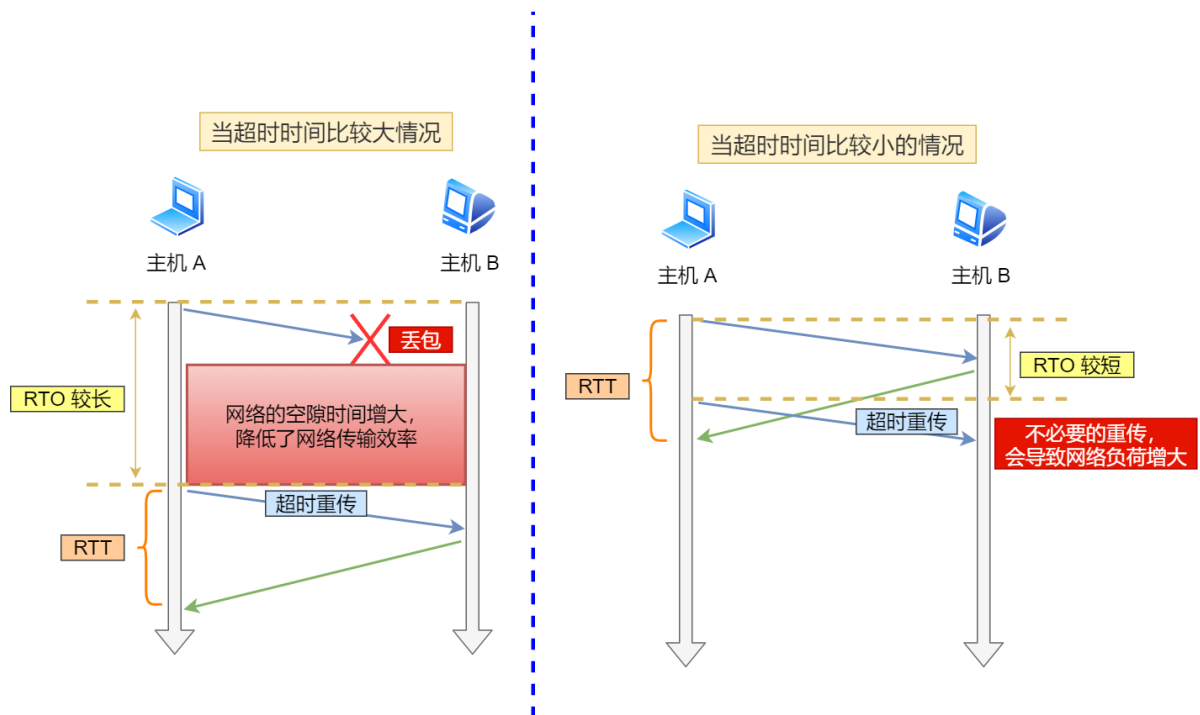 当超时时间比较大情况
主机 A
主机 B
丢包
RTO 较长
网络的空隙时间增大，
降低了网络传输效率
超时重传
RTT
当超时时间比较小的情况
主机 A
主机 B
RTT
RTO 较短
超时重传
不必要的重传，
会导致网络负荷增大